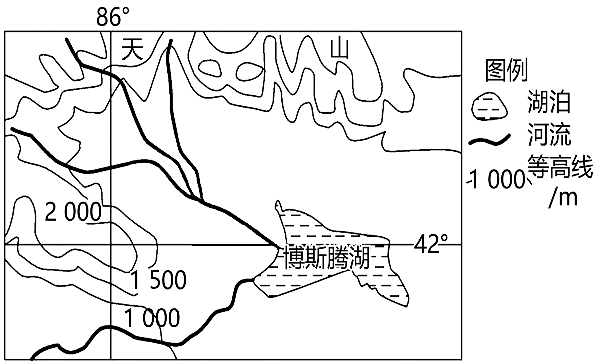 86°
天 山
图例
湖泊
河流
等高线
1 000
/m
2 000
42°
博斯腾湖
1 500
1 000